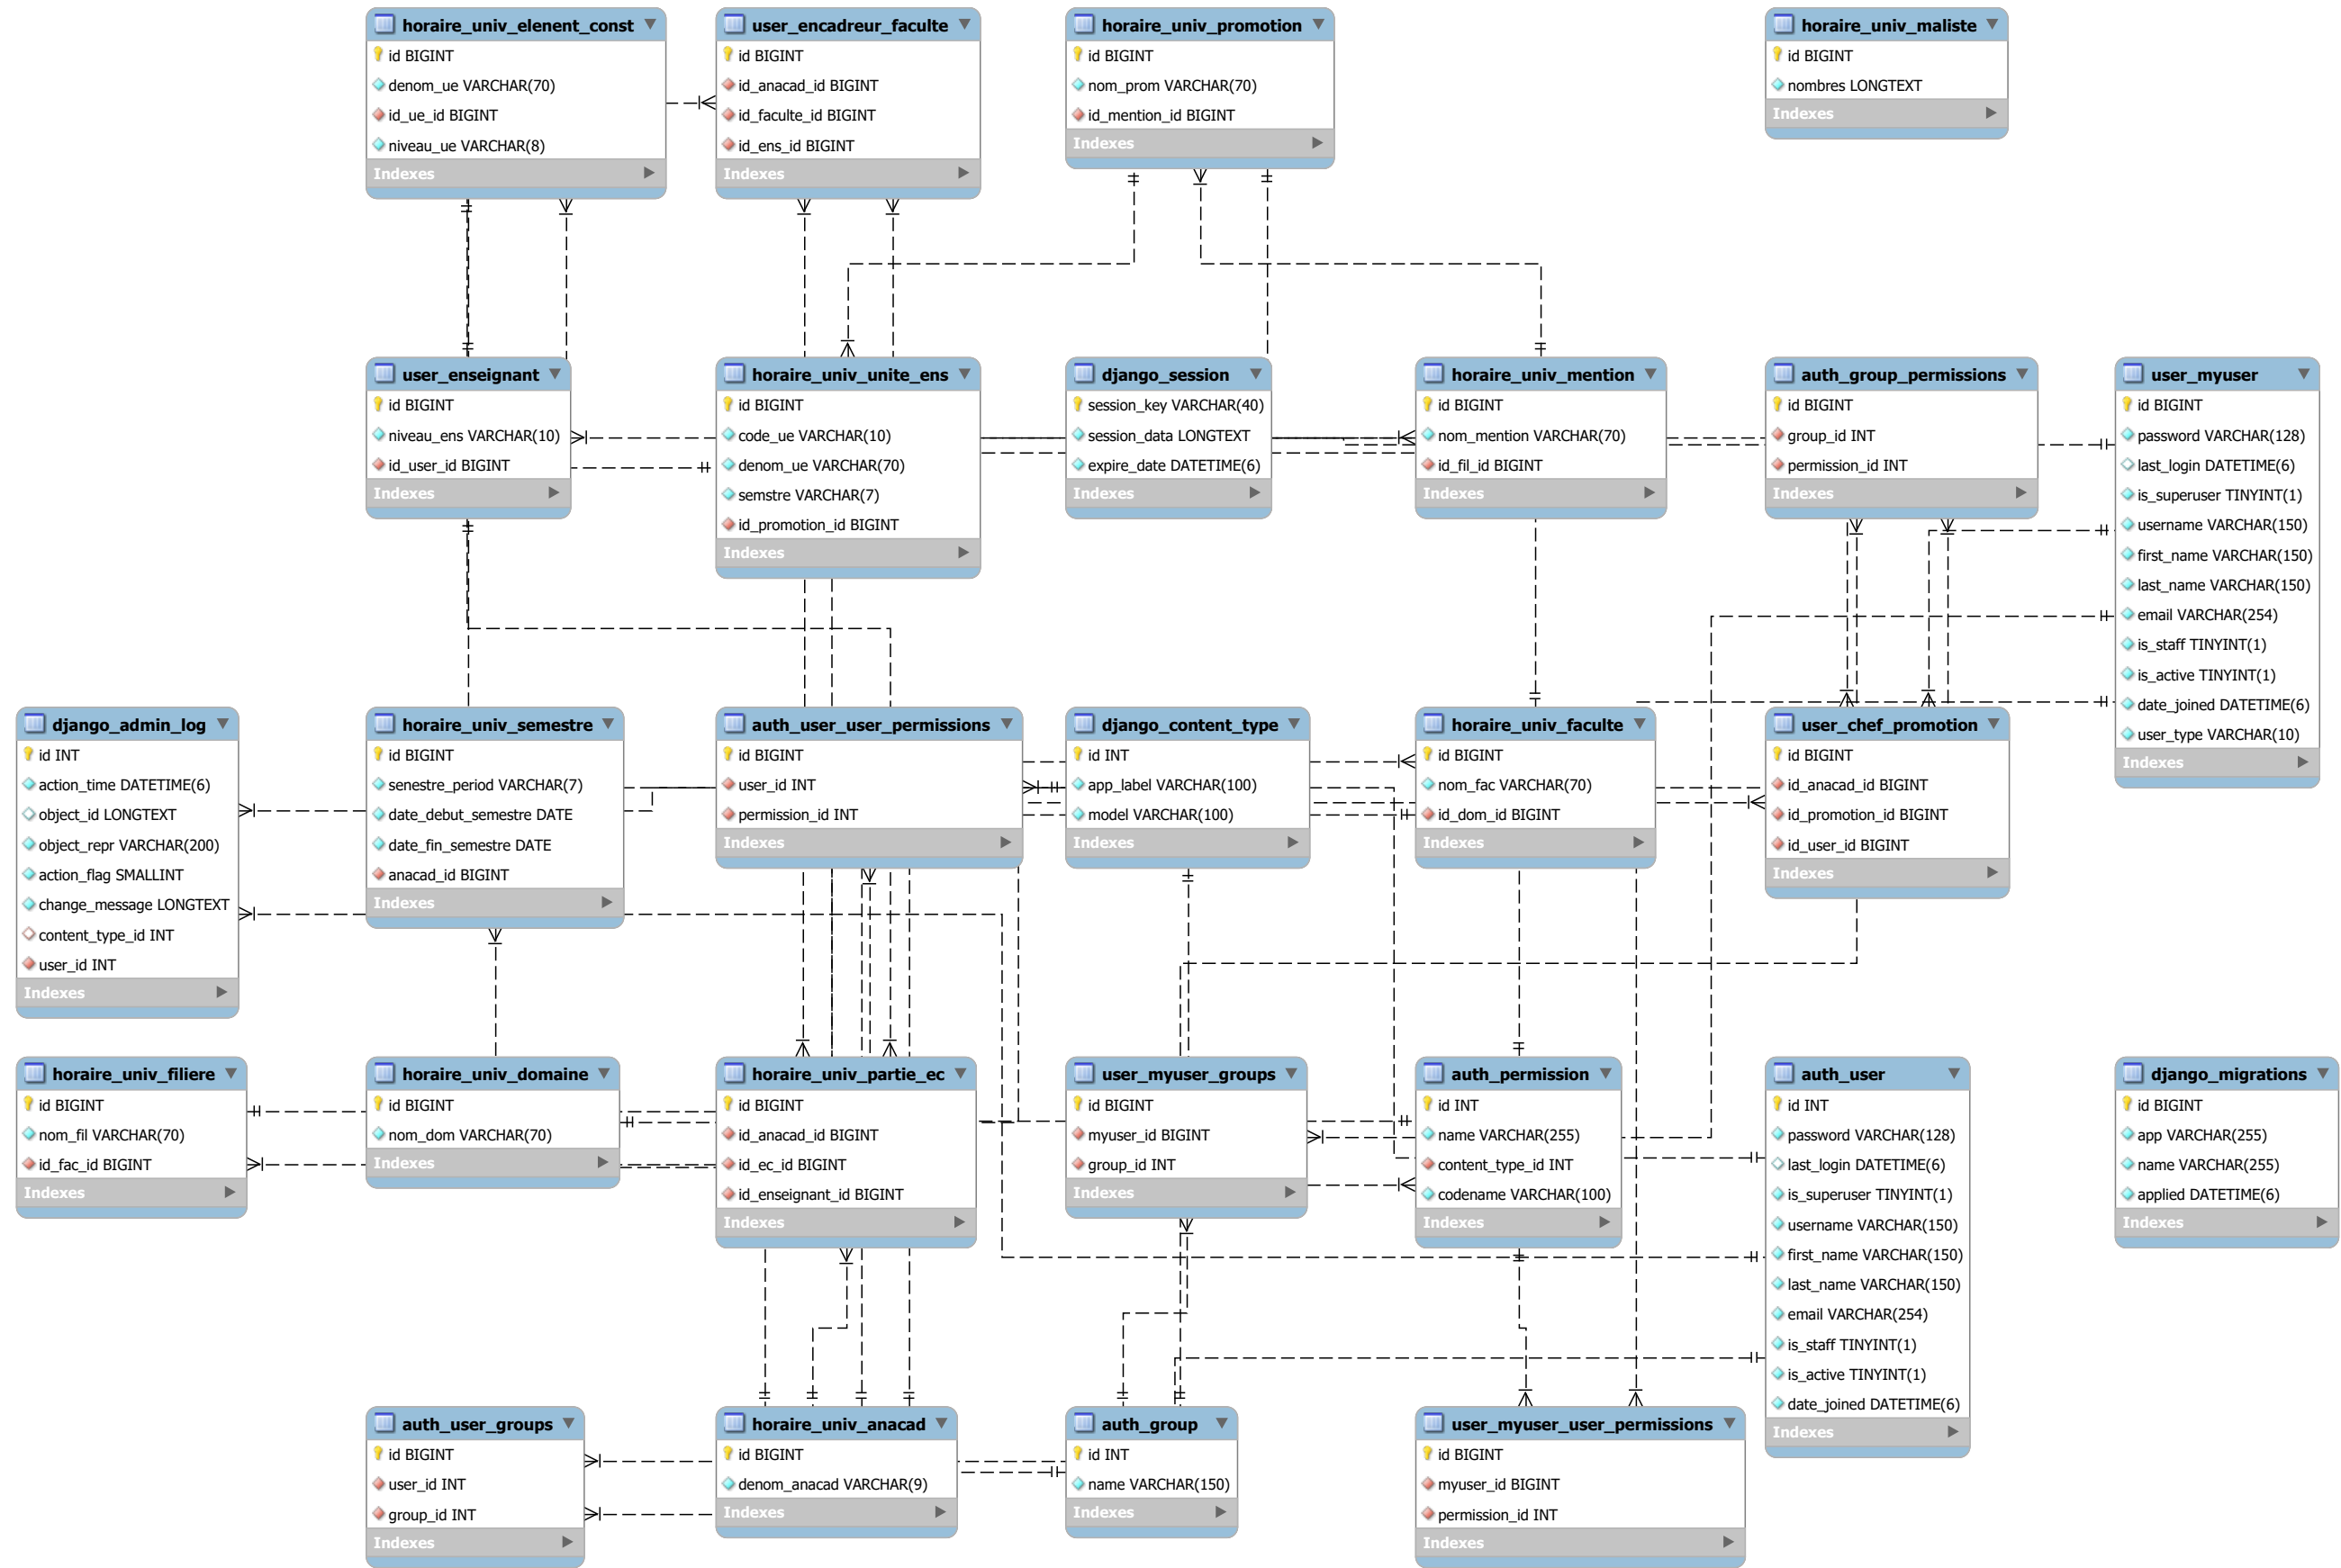 horaire_univ_elenent_const
id BIGINT
denom_ue VARCHAR(70)
id_ue_id BIGINT
niveau_ue VARCHAR(8)
Indexes
user_encadreur_faculte
id BIGINT
id_anacad_id BIGINT
id_faculte_id BIGINT
id_ens_id BIGINT
Indexes
horaire_univ_promotion
id BIGINT
nom_prom VARCHAR(70)
id_mention_id BIGINT
Indexes
horaire_univ_maliste
id BIGINT
nombres LONGTEXT
Indexes
user_enseignant
id BIGINT
niveau_ens VARCHAR(10)
id_user_id BIGINT
Indexes
horaire_univ_unite_ens
id BIGINT
code_ue VARCHAR(10)
denom_ue VARCHAR(70)
semstre VARCHAR(7)
id_promotion_id BIGINT
Indexes
django_session
session_key VARCHAR(40)
session_data LONGTEXT
expire_date DATETIME(6)
Indexes
horaire_univ_mention
id BIGINT
nom_mention VARCHAR(70)
id_fil_id BIGINT
Indexes
auth_group_permissions
id BIGINT
group_id INT
permission_id INT
Indexes
user_myuser
id BIGINT
password VARCHAR(128)
last_login DATETIME(6)
is_superuser TINYINT(1)
username VARCHAR(150)
first_name VARCHAR(150)
last_name VARCHAR(150)
email VARCHAR(254)
is_staff TINYINT(1)
is_active TINYINT(1)
date_joined DATETIME(6)
user_type VARCHAR(10)
Indexes
django_admin_log
id INT
action_time DATETIME(6)
object_id LONGTEXT
object_repr VARCHAR(200)
action_flag SMALLINT
change_message LONGTEXT
content_type_id INT
user_id INT
Indexes
horaire_univ_semestre
id BIGINT
senestre_period VARCHAR(7)
date_debut_semestre DATE
date_fin_semestre DATE
anacad_id BIGINT
Indexes
auth_user_user_permissions
id BIGINT
user_id INT
permission_id INT
Indexes
django_content_type
id INT
app_label VARCHAR(100)
model VARCHAR(100)
Indexes
horaire_univ_faculte
id BIGINT
nom_fac VARCHAR(70)
id_dom_id BIGINT
Indexes
user_chef_promotion
id BIGINT
id_anacad_id BIGINT
id_promotion_id BIGINT
id_user_id BIGINT
Indexes
horaire_univ_filiere
id BIGINT
nom_fil VARCHAR(70)
id_fac_id BIGINT
Indexes
horaire_univ_domaine
id BIGINT
nom_dom VARCHAR(70)
Indexes
horaire_univ_partie_ec
id BIGINT
id_anacad_id BIGINT
id_ec_id BIGINT
id_enseignant_id BIGINT
Indexes
user_myuser_groups
id BIGINT
myuser_id BIGINT
group_id INT
Indexes
auth_permission
id INT
name VARCHAR(255)
content_type_id INT
codename VARCHAR(100)
Indexes
auth_user
id INT
password VARCHAR(128)
last_login DATETIME(6)
is_superuser TINYINT(1)
username VARCHAR(150)
first_name VARCHAR(150)
last_name VARCHAR(150)
email VARCHAR(254)
is_staff TINYINT(1)
is_active TINYINT(1)
date_joined DATETIME(6)
Indexes
django_migrations
id BIGINT
app VARCHAR(255)
name VARCHAR(255)
applied DATETIME(6)
Indexes
auth_user_groups
id BIGINT
user_id INT
group_id INT
Indexes
horaire_univ_anacad
id BIGINT
denom_anacad VARCHAR(9)
Indexes
auth_group
id INT
name VARCHAR(150)
Indexes
user_myuser_user_permissions
id BIGINT
myuser_id BIGINT
permission_id INT
Indexes